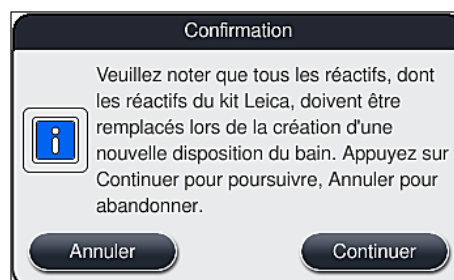 Confirmation
Veuillez noter que tous les réactifs, dont
les réactifs du kit Leica, doivent être
remplacés lors de la création d'une
nouvelle disposition du bain. Appuyez sur
Continuer pour poursuivre, Annuler pour
abandonner.
Annuler
Continuer